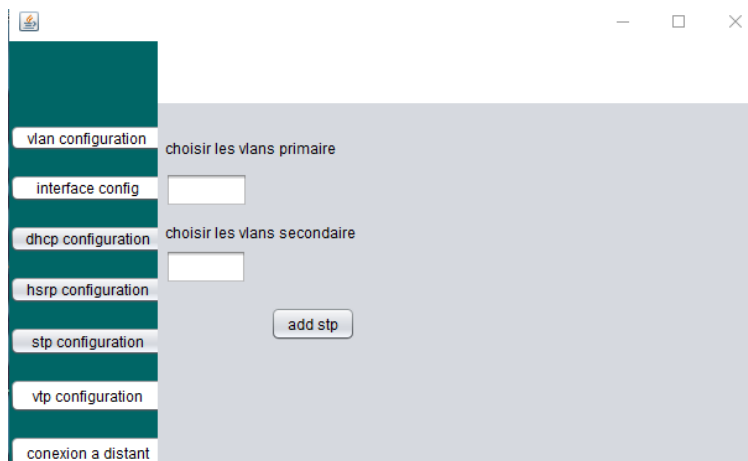 vlan configuration
choisir les vlans primaire
interface config
dhcp configuration
choisir les vlans secondaire
hsrp configuration
add stp
stp configuration
vtp configuration
conexion a distant